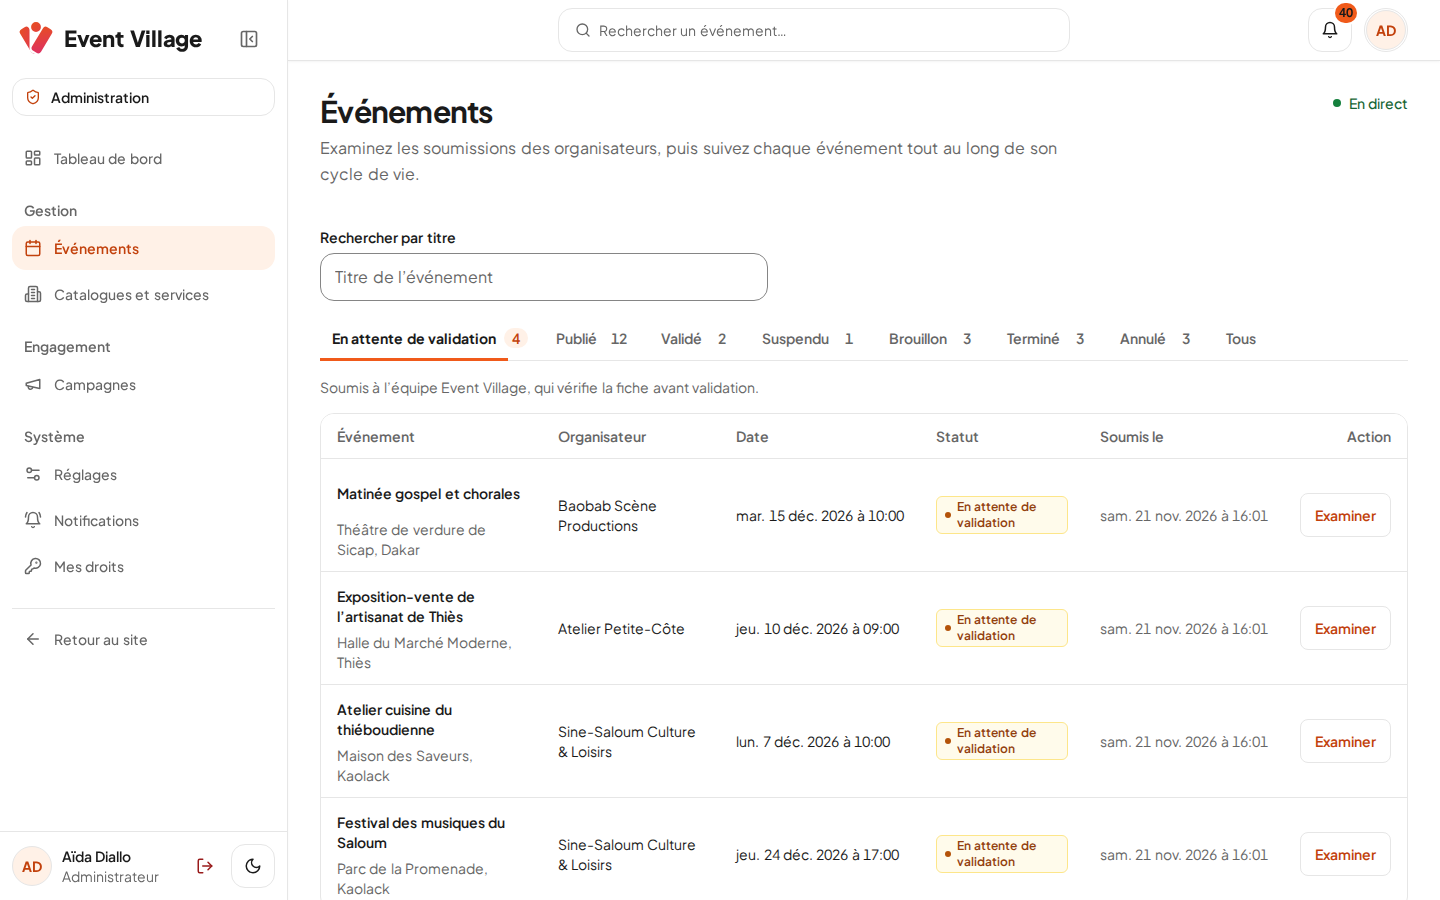 Event Village
Administration
Tableau de bord
Gestion
Événements
Catalogues et services
Engagement
Campagnes
Système
Réglages
Notifications
Mes droits
Retour au site
AD
Aïda Diallo
Administrateur
Rechercher un événement…
40
AD
Événements
En direct
Examinez les soumissions des organisateurs, puis suivez chaque événement tout au long de son
cycle de vie.
Rechercher par titre
Titre de l’événement
En attente de validation 4 Publié 12 Validé 2 Suspendu 1 Brouillon 3 Terminé 3 Annulé 3 Tous
Soumis à l’équipe Event Village, qui vérifie la fiche avant validation.
Événement Organisateur Date Statut Soumis le Action
Matinée gospel et chorales
Théâtre de verdure de
Sicap, Dakar
Baobab Scène
Productions
mar. 15 déc. 2026 à 10:00
En attente de
validation
sam. 21 nov. 2026 à 16:01
Examiner
Exposition-vente de
l’artisanat de Thiès
Halle du Marché Moderne,
Thiès
Atelier Petite-Côte
jeu. 10 déc. 2026 à 09:00
En attente de
validation
sam. 21 nov. 2026 à 16:01
Examiner
Atelier cuisine du
thiéboudienne
Maison des Saveurs,
Kaolack
Sine-Saloum Culture
& Loisirs
lun. 7 déc. 2026 à 10:00
En attente de
validation
sam. 21 nov. 2026 à 16:01
Examiner
Festival des musiques du
Saloum
Parc de la Promenade,
Kaolack
Sine-Saloum Culture
& Loisirs
jeu. 24 déc. 2026 à 17:00
En attente de
validation
sam. 21 nov. 2026 à 16:01
Examiner